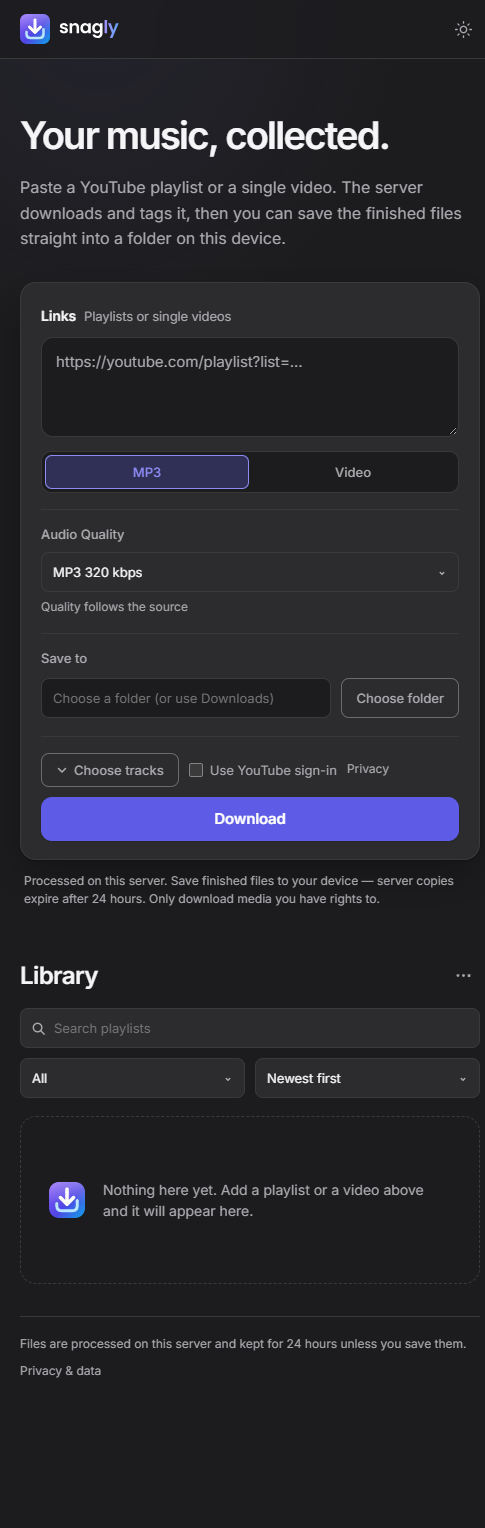 snagly
Your music, collected.
Paste a YouTube playlist or a single video. The server
downloads and tags it, then you can save the finished files
straight into a folder on this device.
Links Playlists or single videos
https://youtube.com/playlist?list=...
MP3 Video
Audio Quality
MP3 320 kbps
Quality follows the source
Save to
Choose a folder (or use Downloads) Choose folder
Choose tracks Use YouTube sign-in Privacy
Download
Processed on this server. Save finished files to your device — server copies
expire after 24 hours. Only download media you have rights to.
Library
Search playlists
All Newest first
Nothing here yet. Add a playlist or a video above
and it will appear here.
Files are processed on this server and kept for 24 hours unless you save them.
Privacy & data